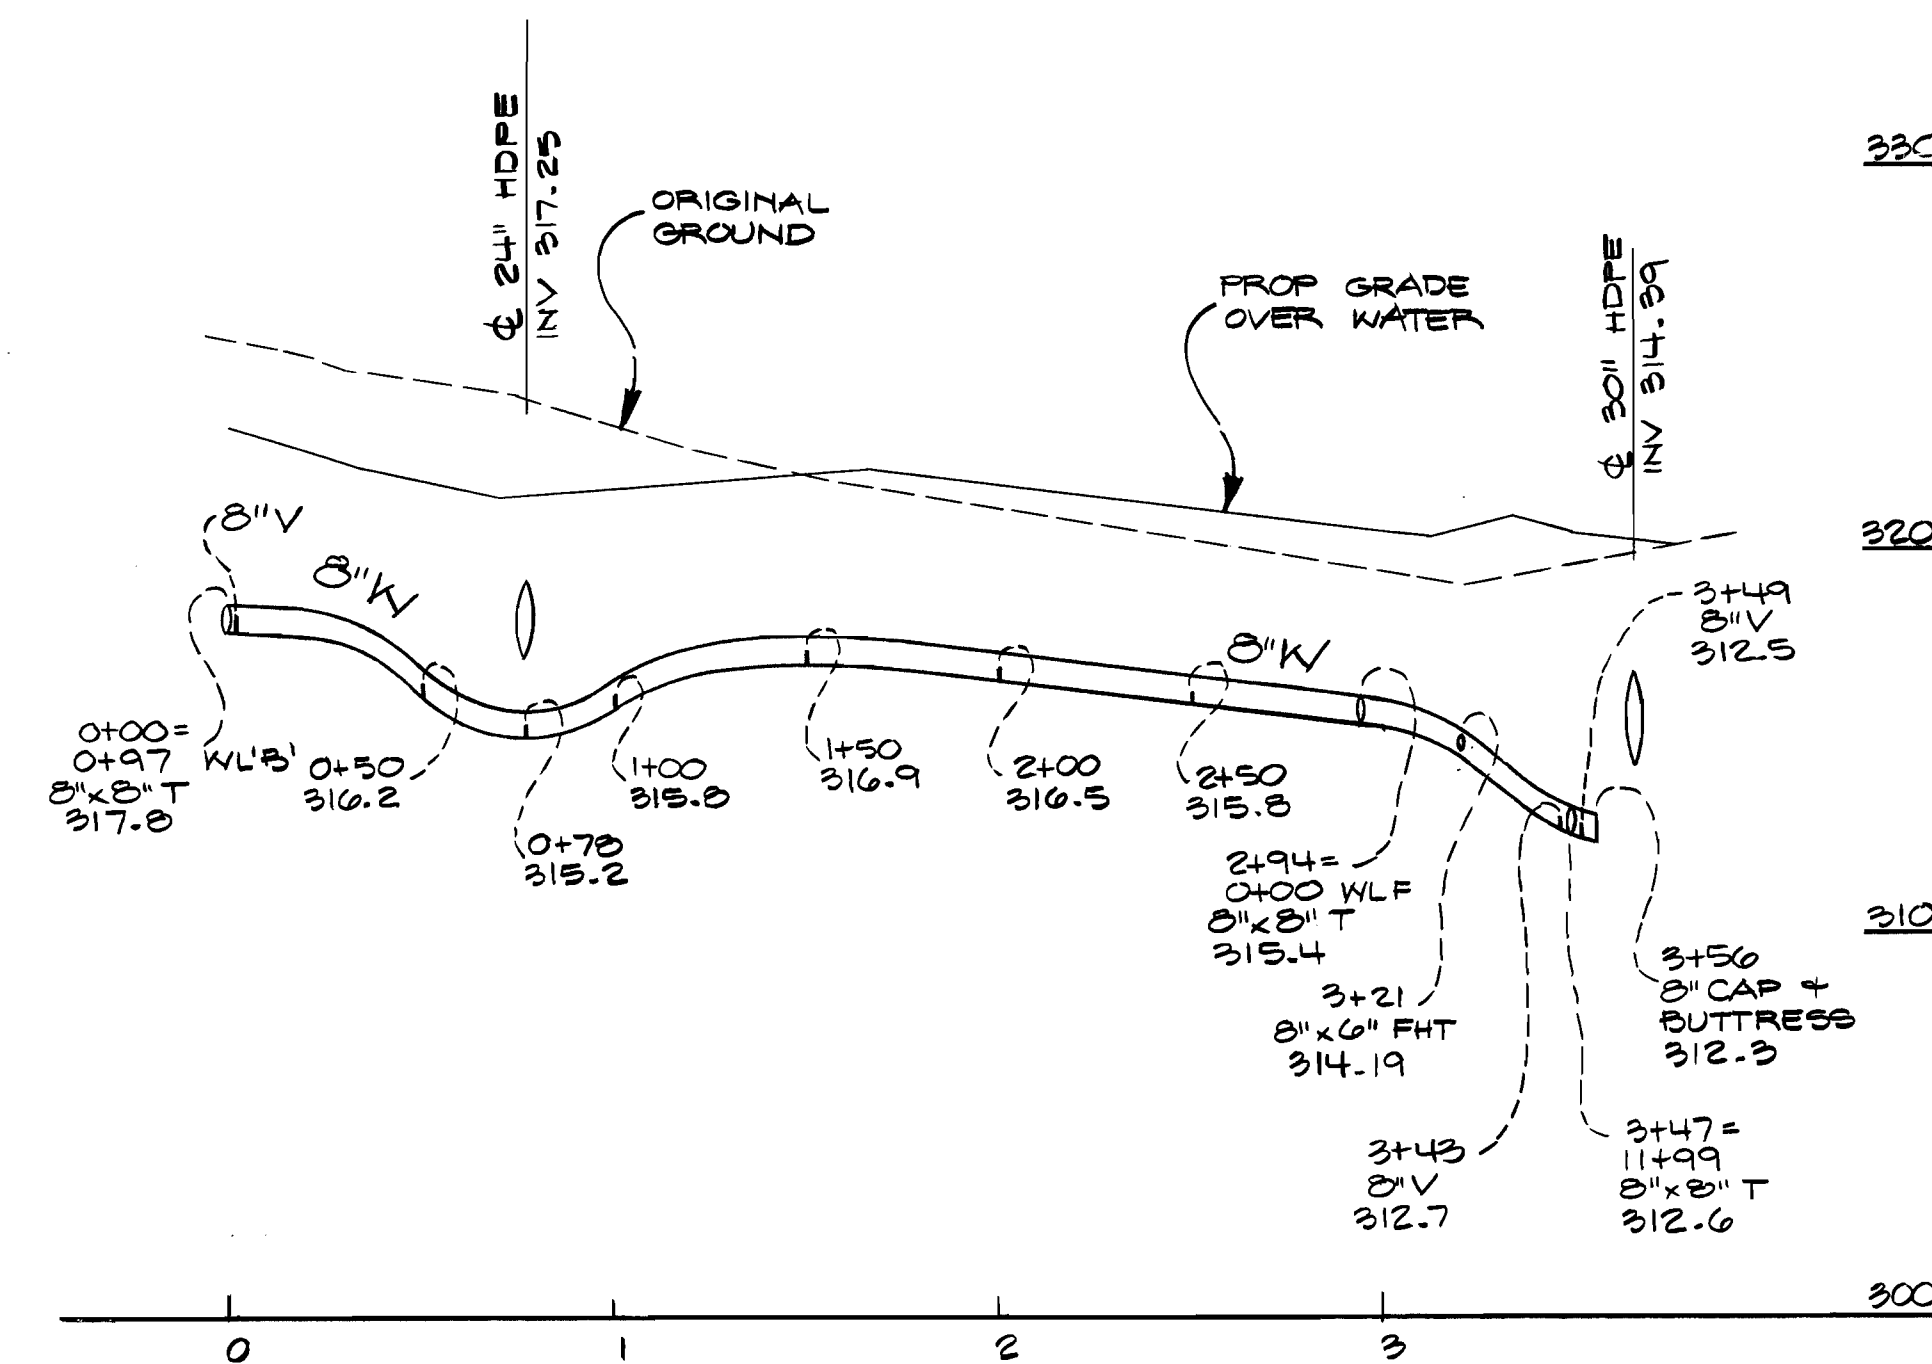 ℄ 24" HDPE
INV 317.25
ORIGINAL
GROUND
PROP GRADE
OVER WATER
℄ 30" HDPE
INV 314.39
330
320
310
300
8"V
8"W
8"W
0+00=
0+97 WL'B'
8"x8" T
317.8
0+50
316.2
0+78
315.2
1+00
315.8
1+50
316.9
2+00
316.5
2+50
315.8
2+94=
0+00 WLF
8"x8" T
315.4
3+21
8"x6" FHT
314.19
3+43
8"V
312.7
3+47=
11+99
8"x8" T
312.6
3+49
8"V
312.5
3+56
8" CAP +
BUTTRESS
312.3
0 1 2 3